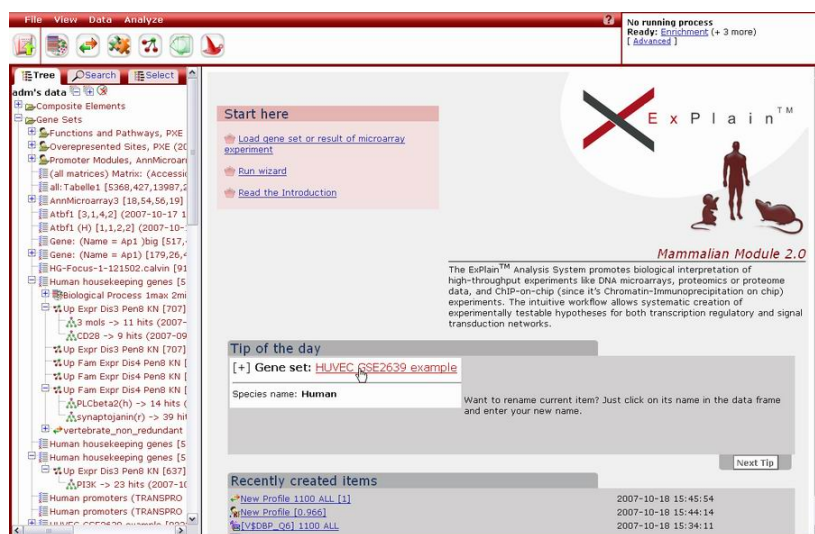 File View Data Analyze
?
No running process
Ready: Enrichment (+ 3 more)
[ Advanced ]
Tree Search Select
adm's data
Composite Elements
Gene Sets
Functions and Pathways, PXE
Overepresented Sites, PXE (20
Promoter Modules, AnnMicroarr
(all matrices) Matrix: (Accessio
all: Tabelle1 [5368,427,13987,2
AnnMicroarray3 [18,54,56,19]
Atbf1 [3,1,4,2] (2007-10-17 1
Atbf1 (H) [1,1,2,2] (2007-10-
Gene: (Name = Ap1 )big [517,
Gene: (Name = Ap1) [179,26,
HG-Focus-1-121502.calvin [91
Human housekeeping genes [5
Biological Process 1max 2mi
Up Expr Dis3 Pen8 KN [707]
3 mols -> 11 hits (2007-
CD28 -> 9 hits (2007-09
Up Expr Dis3 Pen8 KN [707]
Up Fam Expr Dis4 Pen8 KN [
Up Fam Expr Dis4 Pen8 KN [
Up Fam Expr Dis4 Pen8 KN [
PLCbeta2(h) -> 14 hits (
synaptojanin(r) -> 39 hit
vertebrate_non_redundant
Human housekeeping genes [5
Human housekeeping genes [5
Up Expr Dis3 Pen8 KN [637]
PI3K -> 23 hits (2007-10
Human promoters (TRANSPRO
Human promoters (TRANSPRO
HUVEC GSE2639 example
Start here
Load gene set or result of microarray
experiment
Run wizard
Read the Introduction
ExPlain™
Mammalian Module 2.0
The ExPlain™ Analysis System promotes biological interpretation of
high-throughput experiments like DNA microarrays, proteomics or proteome
data, and ChIP-on-chip (since it's Chromatin-Immunoprecipitation on chip)
experiments. The intuitive workflow allows systematic creation of
experimentally testable hypotheses for both transcription regulatory and signal
transduction networks.
Tip of the day
[+] Gene set: HUVEC GSE2639 example
Species name: Human
Want to rename current item? Just click on its name in the data frame
and enter your new name.
Next Tip
Recently created items
New Profile 1100 ALL [1] 2007-10-18 15:45:54
New Profile [0.966] 2007-10-18 15:44:14
[V$DBP_Q6] 1100 ALL 2007-10-18 15:34:11